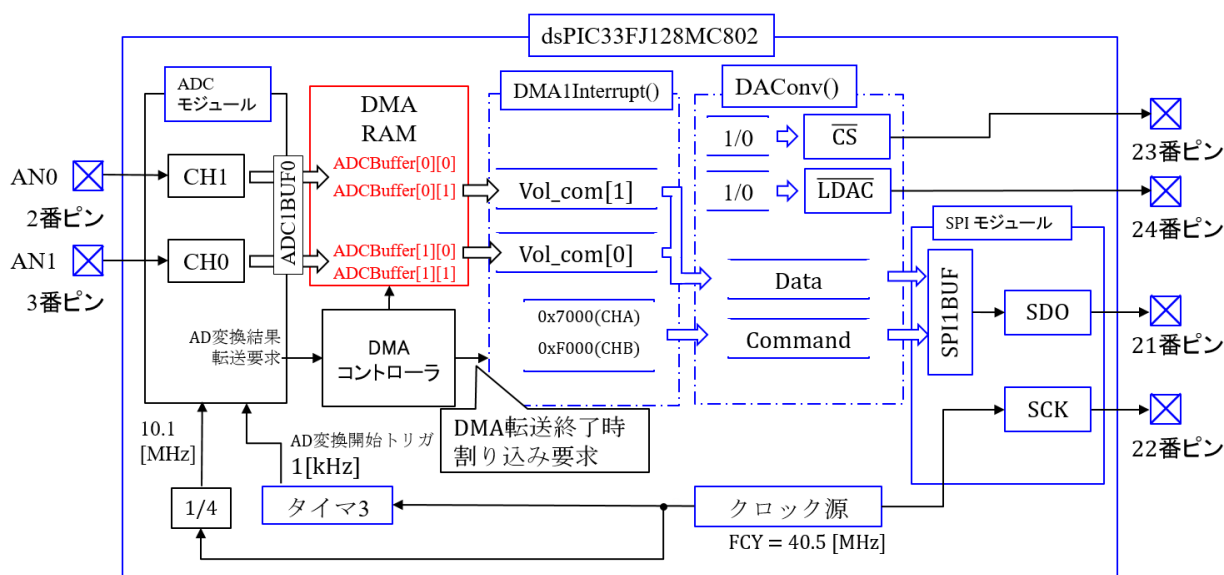 dsPIC33FJ128MC802
ADC
モジュール
DMA
RAM
DMA1Interrupt()
DAConv()
ADCBuffer[0][0]
ADCBuffer[0][1]
ADCBuffer[1][0]
ADCBuffer[1][1]
AN0
2番ピン
AN1
3番ピン
CH1
CH0
ADC1BUF0
Vol_com[1]
Vol_com[0]
0x7000(CHA)
0xF000(CHB)
1/0
CS
1/0
LDAC
Data
Command
SPI モジュール
SPI1BUF
SDO
SCK
23番ピン
24番ピン
21番ピン
22番ピン
AD変換結果
転送要求
DMA
コントローラ
DMA転送終了時
割り込み要求
10.1
[MHz]
AD変換開始トリガ
1[kHz]
1/4
タイマ3
クロック源
FCY = 40.5 [MHz]